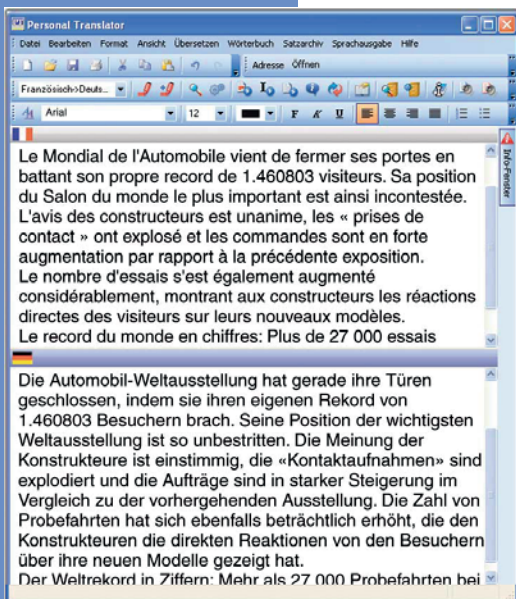 Personal Translator
Datei Bearbeiten Format Ansicht Übersetzen Wörterbuch Satzarchiv Sprachausgabe Hilfe
Adresse Öffnen
Französisch->Deuts...
Arial 12 F K U
Info-Fenster
Le Mondial de l'Automobile vient de fermer ses portes en
battant son propre record de 1.460803 visiteurs. Sa position
du Salon du monde le plus important est ainsi incontestée.
L'avis des constructeurs est unanime, les « prises de
contact » ont explosé et les commandes sont en forte
augmentation par rapport à la précédente exposition.
Le nombre d'essais s'est également augmenté
considérablement, montrant aux constructeurs les réactions
directes des visiteurs sur leurs nouveaux modèles.
Le record du monde en chiffres: Plus de 27 000 essais
Die Automobil-Weltausstellung hat gerade ihre Türen
geschlossen, indem sie ihren eigenen Rekord von
1.460803 Besuchern brach. Seine Position der wichtigsten
Weltausstellung ist so unbestritten. Die Meinung der
Konstrukteure ist einstimmig, die «Kontaktaufnahmen» sind
explodiert und die Aufträge sind in starker Steigerung im
Vergleich zu der vorhergehenden Ausstellung. Die Zahl von
Probefahrten hat sich ebenfalls beträchtlich erhöht, die den
Konstrukteuren die direkten Reaktionen von den Besuchern
über ihre neuen Modelle gezeigt hat.
Der Weltrekord in Ziffern: Mehr als 27 000 Probefahrten bei